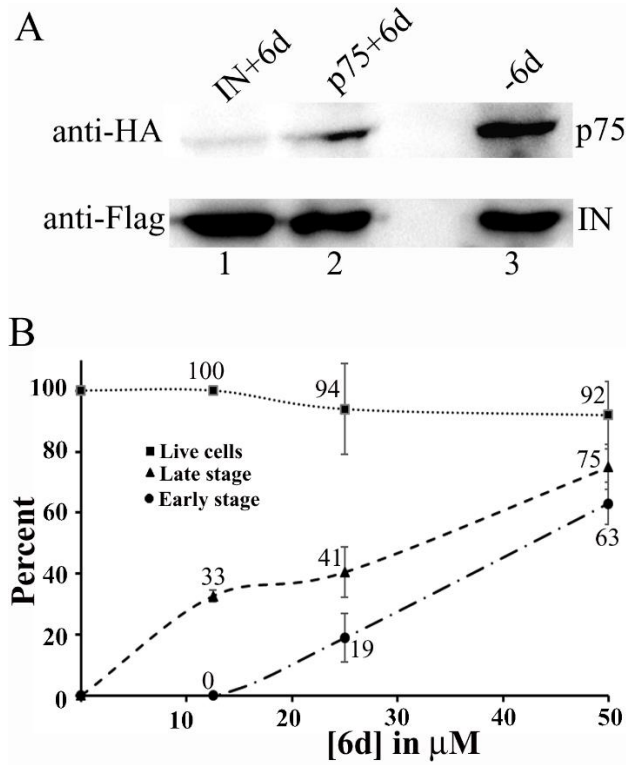 A
IN+6d
p75+6d
-6d
anti-HA
p75
anti-Flag
IN
1
2
3
B
100
80
60
40
20
0
Percent
100
94
92
Live cells
Late stage
Early stage
75
63
33
41
0
19
10
20
30
40
50
[6d] in μM